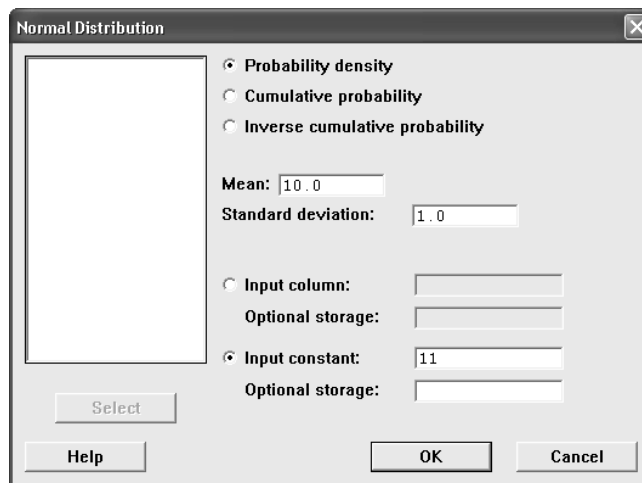 Normal Distribution
Probability density
Cumulative probability
Inverse cumulative probability
Mean: 10.0
Standard deviation: 1.0
Input column:
Optional storage:
Input constant: 11
Optional storage:
Select
Help OK Cancel